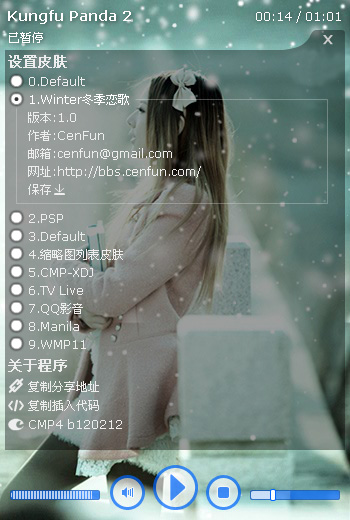 Kungfu Panda 2 00:14 / 01:01
已暂停
设置皮肤
0.Default
1.Winter冬季恋歌
版本:1.0
作者:CenFun
邮箱:cenfun@gmail.com
网址:http://bbs.cenfun.com/
保存
2.PSP
3.Default
4.缩略图列表皮肤
5.CMP-XDJ
6.TV Live
7.QQ影音
8.Manila
9.WMP11
关于程序
复制分享地址
复制插入代码
CMP4 b120212